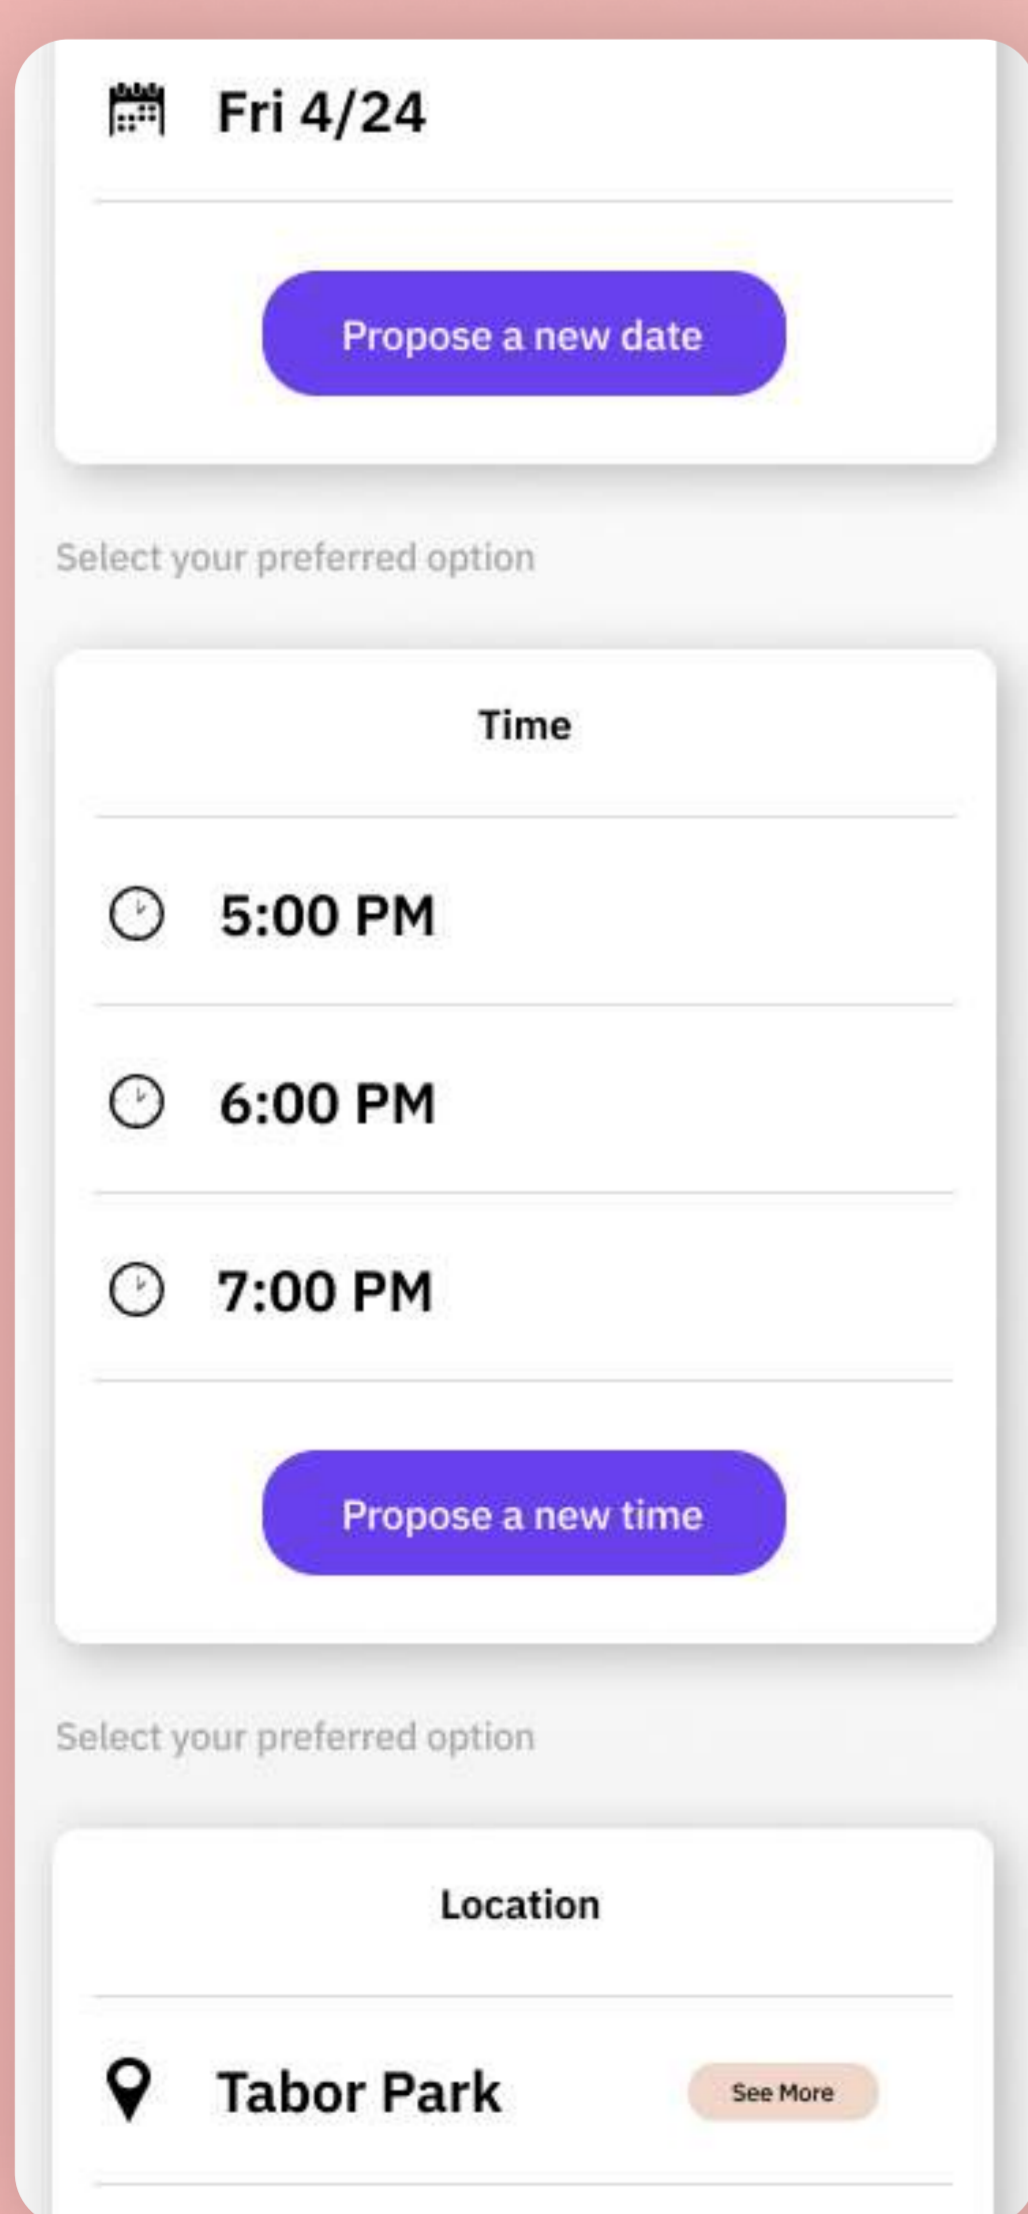 Fri 4/24
Propose a new date
Select your preferred option
Time
5:00 PM
6:00 PM
7:00 PM
Propose a new time
Select your preferred option
Location
Tabor Park
See More